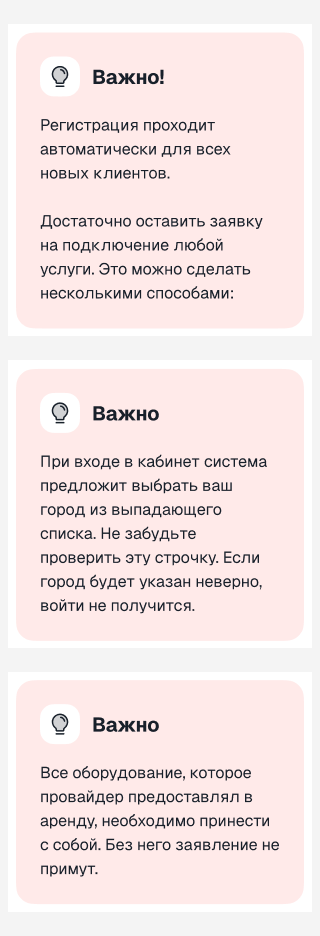 Важно!
Регистрация проходит
автоматически для всех
новых клиентов.
Достаточно оставить заявку
на подключение любой
услуги. Это можно сделать
несколькими способами:
Важно
При входе в кабинет система
предложит выбрать ваш
город из выпадающего
списка. Не забудьте
проверить эту строчку. Если
город будет указан неверно,
войти не получится.
Важно
Все оборудование, которое
провайдер предоставлял в
аренду, необходимо принести
с собой. Без него заявление не
примут.